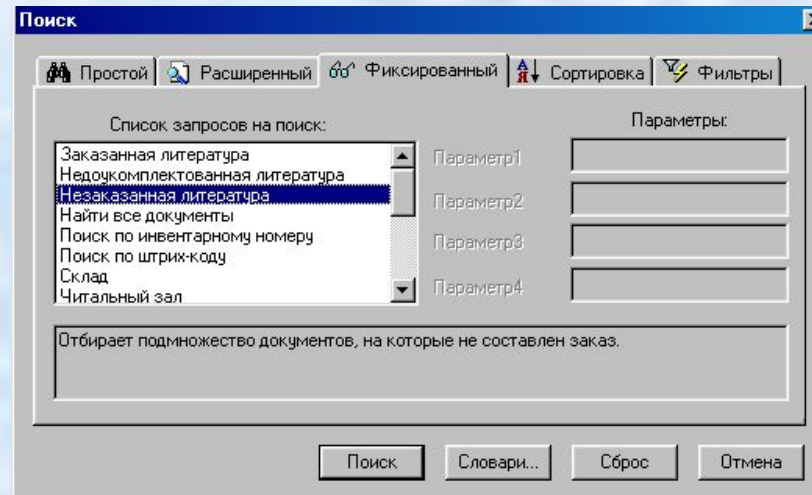 Поиск
Простой
Расширенный
Фиксированный
Сортировка
Фильтры
Список запросов на поиск:
Параметры:
Заказанная литература
Недоукомплектованная литература
Незаказанная литература
Найти все документы
Поиск по инвентарному номеру
Поиск по штрих-коду
Склад
Читальный зал
Параметр1
Параметр2
Параметр3
Параметр4
Отбирает подмножество документов, на которые не составлен заказ.
Поиск
Словари...
Сброс
Отмена